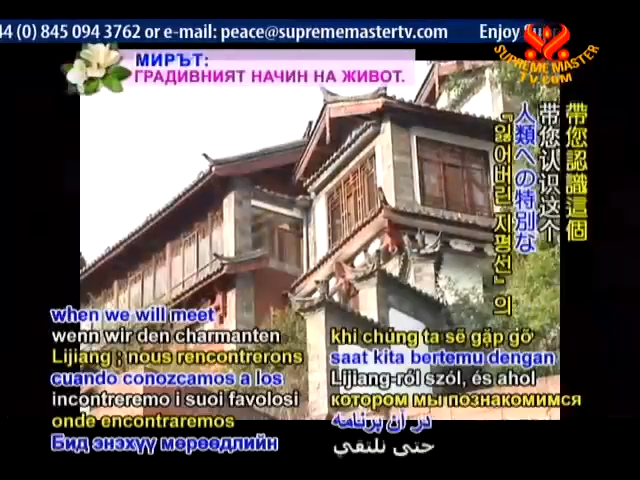 44 (0) 845 094 3762 or e-mail: peace@suprememastertv.com Enjoy
SUPREME MASTER
TV.COM
МИРЪТ:
ГРАДИВНИЯТ НАЧИН НА ЖИВОТ.
帶您認識這個
带您认识这个
人類への特別な
『잃어버린 지평선』의
when we will meet
wenn wir den charmanten
Lijiang ; nous rencontrerons
cuando conozcamos a los
incontreremo i suoi favolosi
onde encontraremos
Бид энэхүү мөрөөдлийн
khi chúng ta sẽ gặp gỡ
saat kita bertemu dengan
Lijiang-ról szól, és ahol
котором мы познакомимся
در آن برنامه
حتى نلتقي